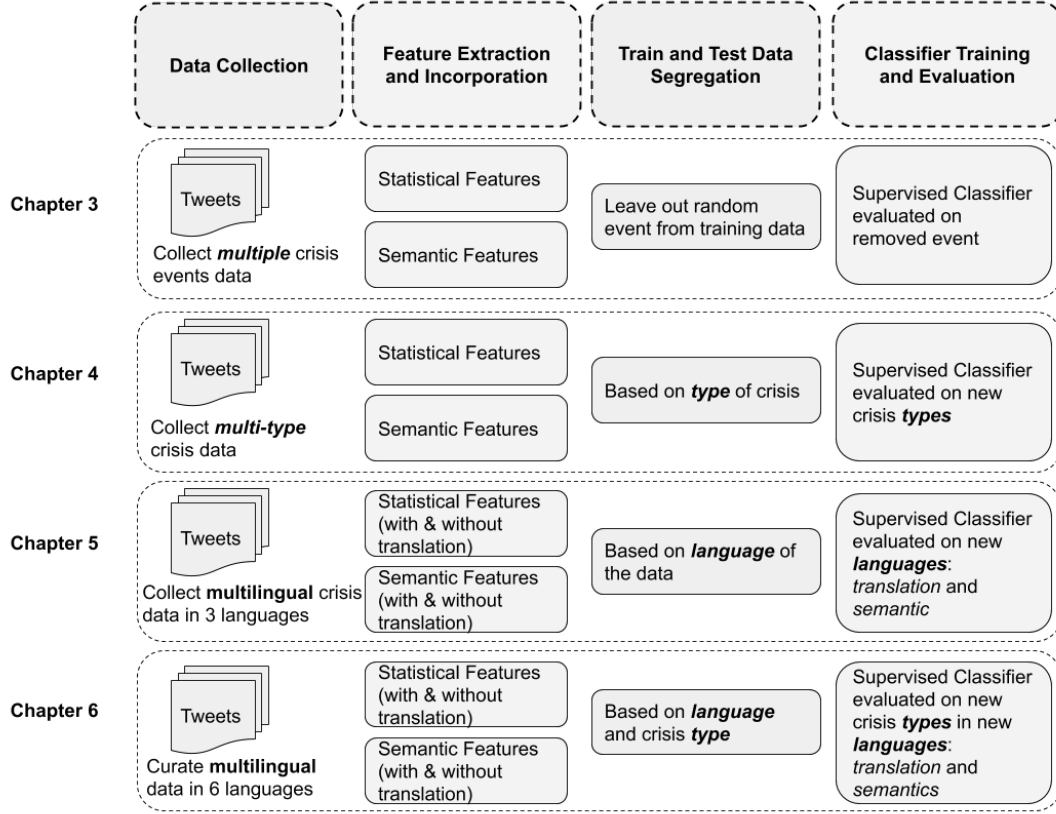 Data Collection
Feature Extraction
and Incorporation
Train and Test Data
Segregation
Classifier Training
and Evaluation
Chapter 3
Tweets
Collect multiple crisis
events data
Statistical Features
Semantic Features
Leave out random
event from training data
Supervised Classifier
evaluated on
removed event
Chapter 4
Tweets
Collect multi-type
crisis data
Statistical Features
Semantic Features
Based on type of crisis
Supervised Classifier
evaluated on new
crisis types
Chapter 5
Tweets
Collect multilingual crisis
data in 3 languages
Statistical Features
(with & without
translation)
Semantic Features
(with & without
translation)
Based on language of
the data
Supervised Classifier
evaluated on new
languages:
translation and
semantic
Chapter 6
Tweets
Curate multilingual
data in 6 languages
Statistical Features
(with & without
translation)
Semantic Features
(with & without
translation)
Based on language
and crisis type
Supervised Classifier
evaluated on new
crisis types in new
languages:
translation and
semantics